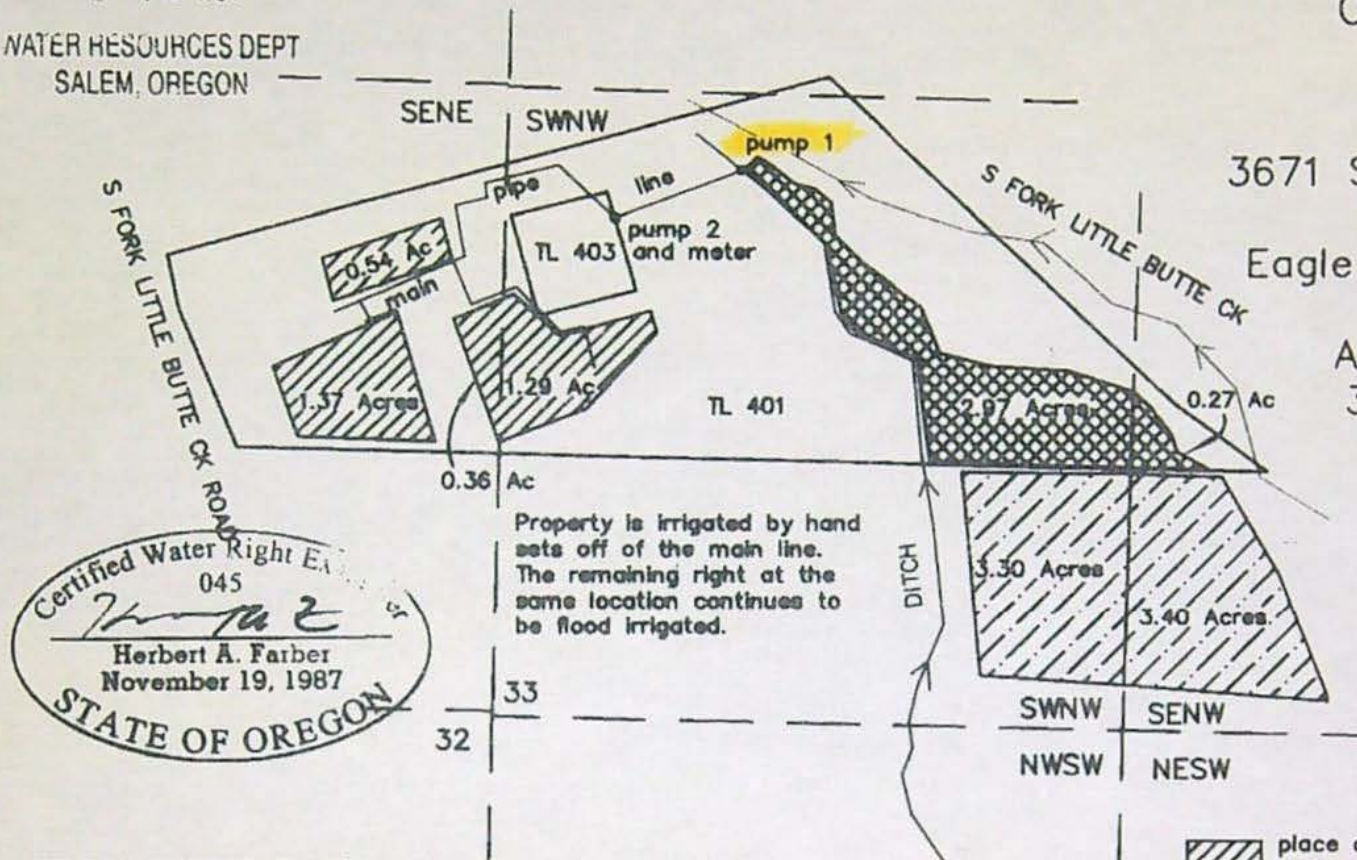 WATER RESOURCES DEPT
SALEM, OREGON
SENE
SWNW
pump 1
3671 S
S FORK LITTLE BUTTE CK
Eagle
pipe
line
pump 2
and meter
TL 403
0.54 Ac
main
S FORK LITTLE BUTTE CK ROAD
1.37 Acres
1.29 Ac
TL 401
2.97 Acres
0.27 Ac
A
3
0.36 Ac
Property is irrigated by hand
sets off of the main line.
The remaining right at the
same location continues to
be flood irrigated.
DITCH
3.30 Acres
3.40 Acres
Certified Water Right
045
Herbert A. Farber
November 19, 1987
STATE OF OREGON
33
32
SWNW
SENW
NWSW
NESW
place